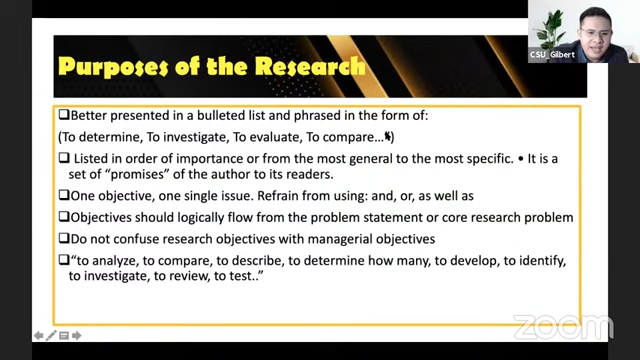 CSU_ Gilbert
Purposes of the Research
❑Better presented in a bulleted list and phrased in the form of:
(To determine, To investigate, To evaluate, To compare…)
❑ Listed in order of importance or from the most general to the most specific. • It is a
set of “promises” of the author to its readers.
❑One objective, one single issue. Refrain from using: and, or, as well as
❑Objectives should logically flow from the problem statement or core research problem
❑Do not confuse research objectives with managerial objectives
❑“to analyze, to compare, to describe, to determine how many, to develop, to identify,
to investigate, to review, to test..”
zoom